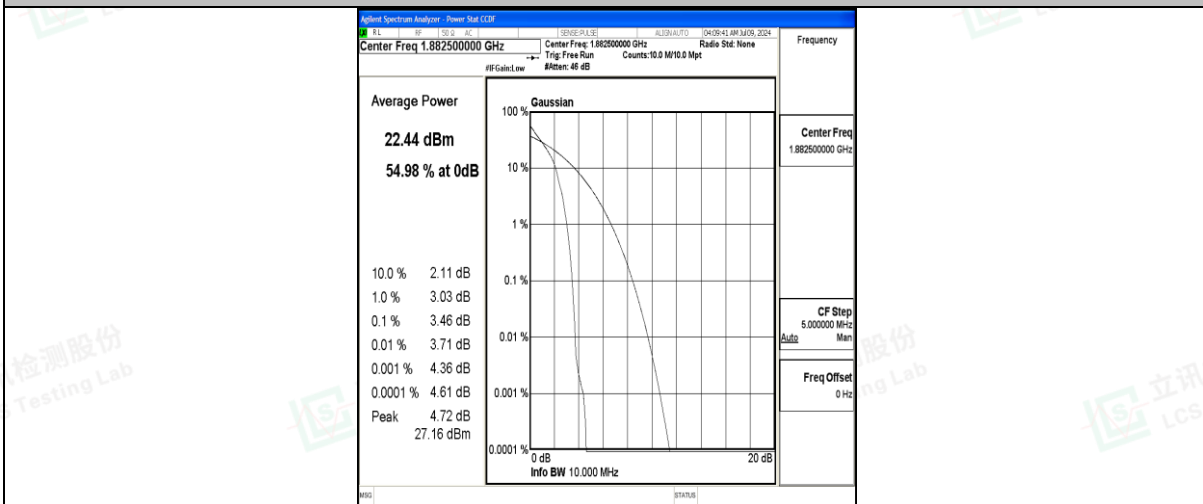 Agilent Spectrum Analyzer - Power Stat CCDF
RL RF 50 Ω AC SENSE:PULSE ALIGN AUTO 04:09:41 AM Jul 09, 2024
Center Freq 1.882500000 GHz
Center Freq: 1.882500000 GHz Radio Std: None
Trig: Free Run Counts:10.0 M/10.0 Mpt
#IFGain:Low #Atten: 46 dB
Frequency
Center Freq
1.882500000 GHz
CF Step
5.000000 MHz
Auto Man
Freq Offset
0 Hz
Average Power
22.44 dBm
54.98 % at 0dB
10.0 % 2.11 dB
1.0 % 3.03 dB
0.1 % 3.46 dB
0.01 % 3.71 dB
0.001 % 4.36 dB
0.0001 % 4.61 dB
Peak 4.72 dB
27.16 dBm
Gaussian
100 %
10 %
1 %
0.1 %
0.01 %
0.001 %
0.0001 %
0 dB 20 dB
Info BW 10.000 MHz
MSG STATUS
检测股份
Testing Lab
股份
ng Lab
立讯
LCS